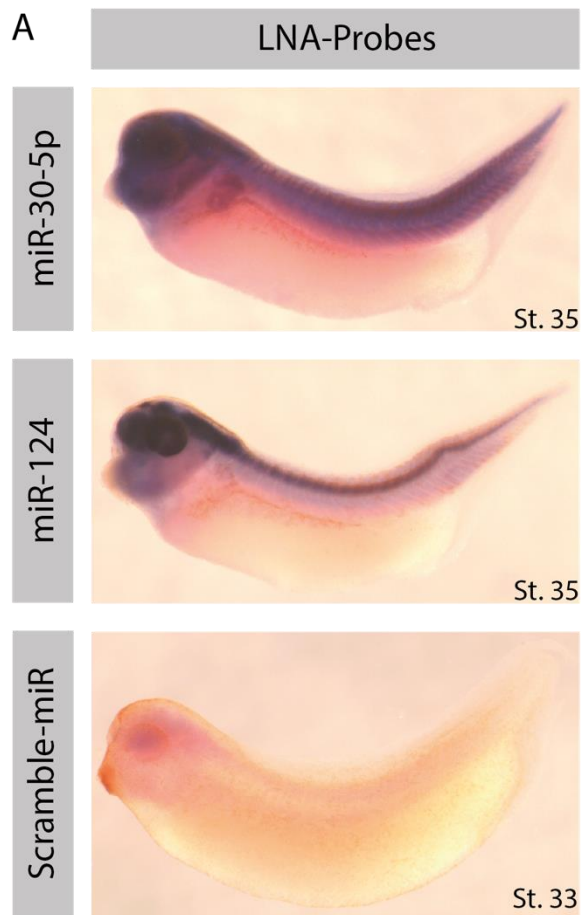 A
LNA-Probes
miR-30-5p
St. 35
miR-124
St. 35
Scramble-miR
St. 33